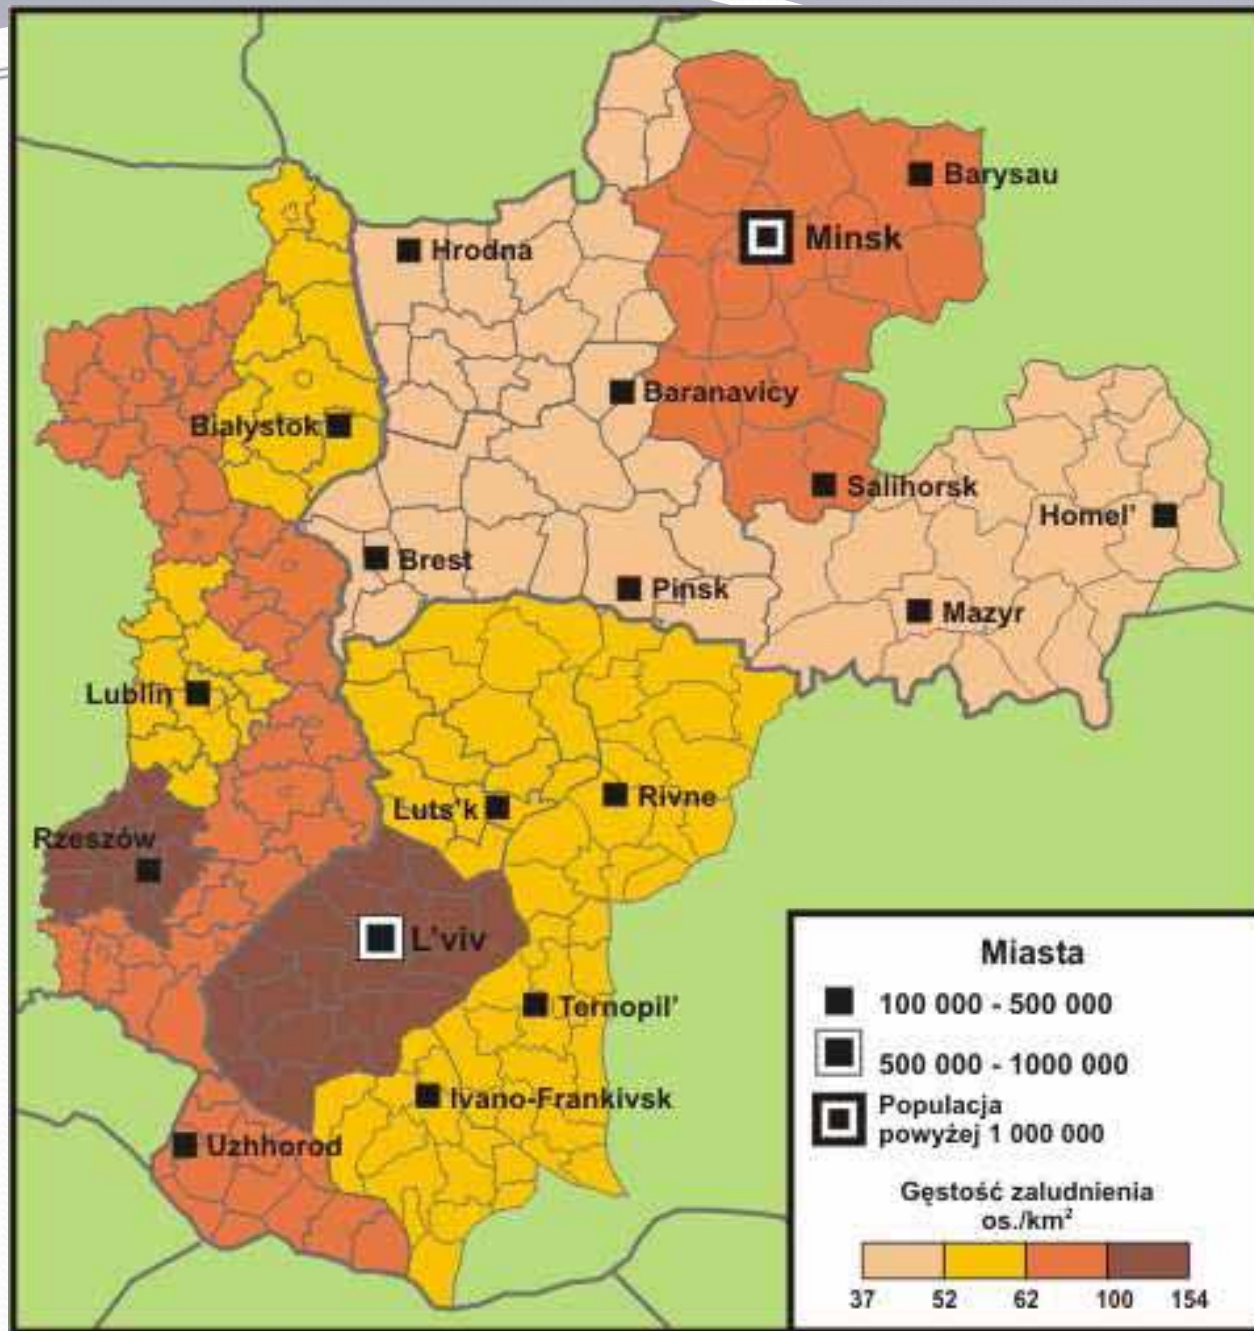 Barysau
Minsk
Hrodna
Baranavicy
Białystok
Salihorsk
Homel'
Brest
Pinsk
Mazyr
Lublin
Luts'k
Rivne
Rzeszów
L'viv
Ternopil'
Ivano-Frankivsk
Uzhhorod
Miasta
100 000 - 500 000
500 000 - 1000 000
Populacja
powyżej 1 000 000
Gęstość zaludnienia
os./km²
37 52 62 100 154